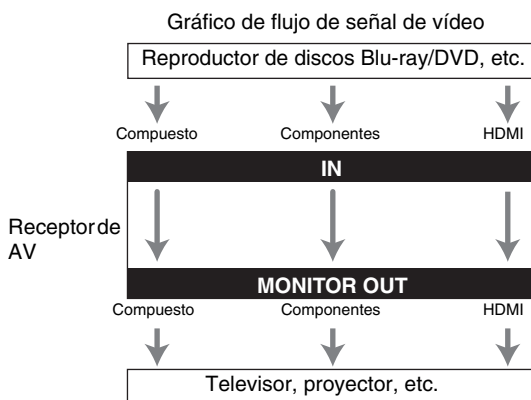 Gráfico de flujo de señal de vídeo
Reproductor de discos Blu-ray/DVD, etc.
Compuesto Componentes HDMI
IN
Receptor de
AV
MONITOR OUT
Compuesto Componentes HDMI
Televisor, proyector, etc.